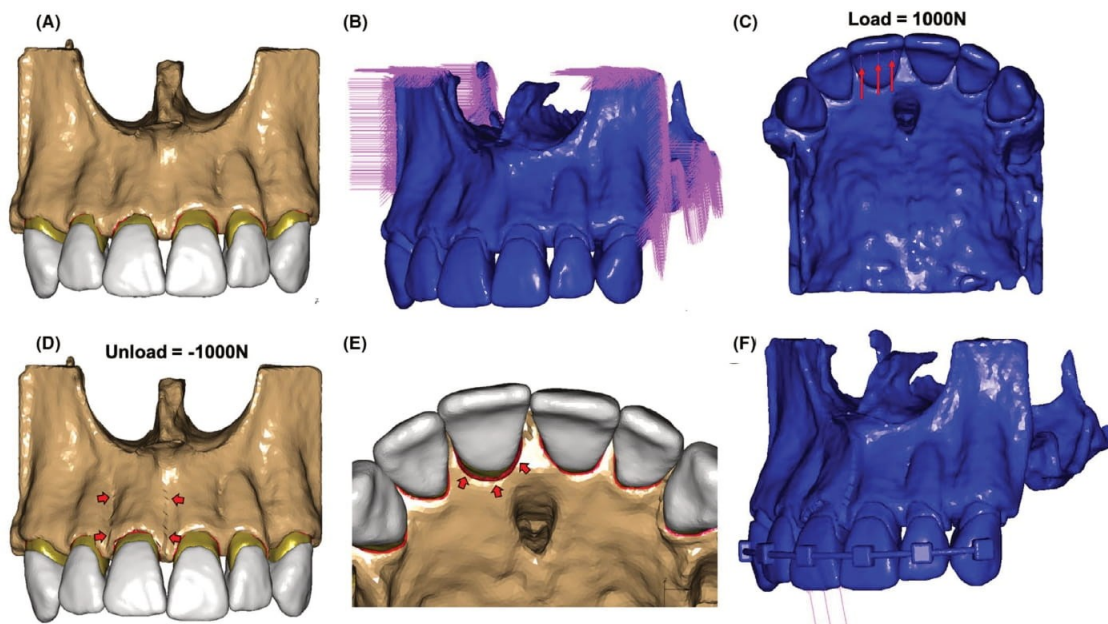 (A)
(B)
(C)
Load = 1000N
(D)
Unload = -1000N
(E)
(F)